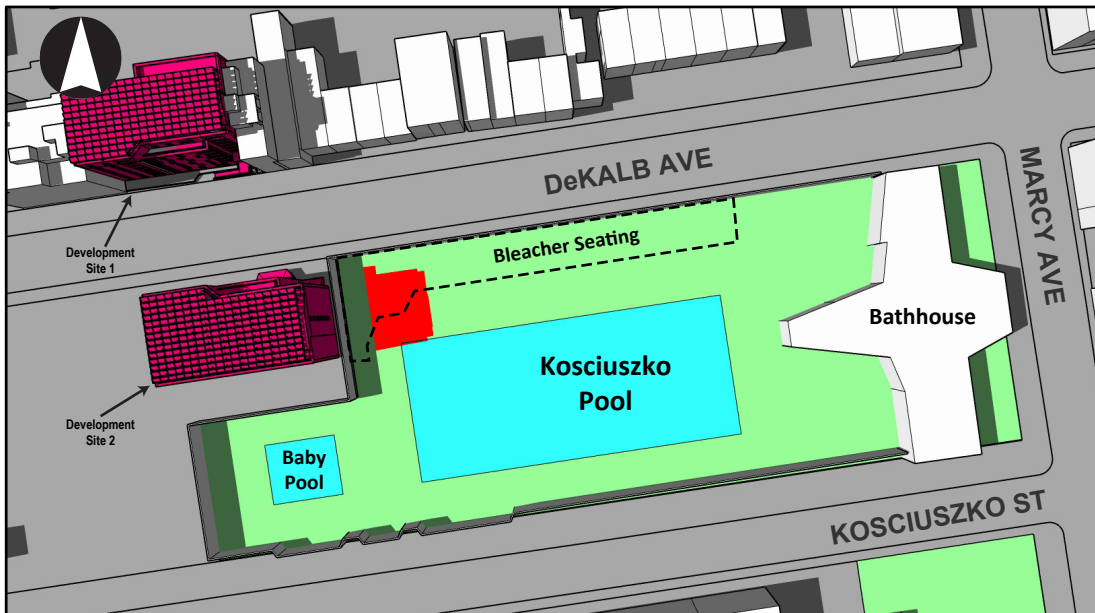 DeKALB AVE
MARCY AVE
Development
Site 1
Bleacher Seating
Bathhouse
Kosciuszko
Pool
Development
Site 2
Baby
Pool
KOSCIUSZKO ST